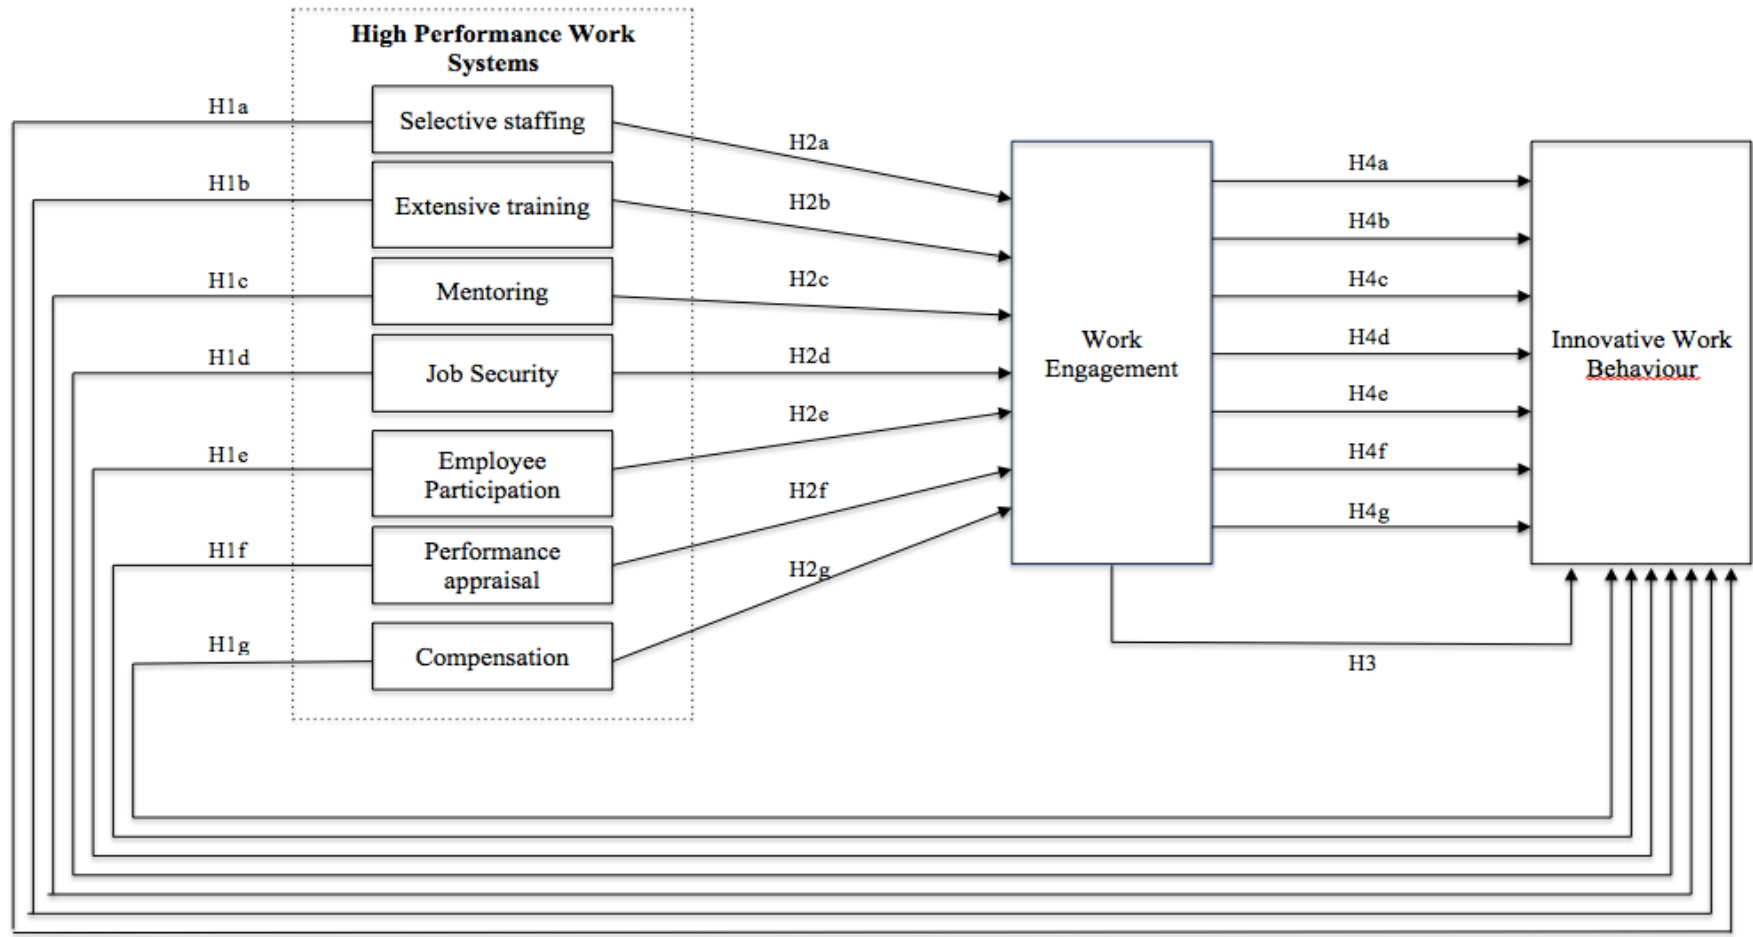 High Performance Work
Systems
H1a
Selective staffing
H2a
H1b
Extensive training
H2b
H1c
Mentoring
H2c
H1d
Job Security
H2d
H1e
Employee
Participation
H2e
H1f
Performance
appraisal
H2f
H1g
Compensation
H2g
Work
Engagement
H4a
H4b
H4c
H4d
H4e
H4f
H4g
H3
Innovative Work
Behaviour